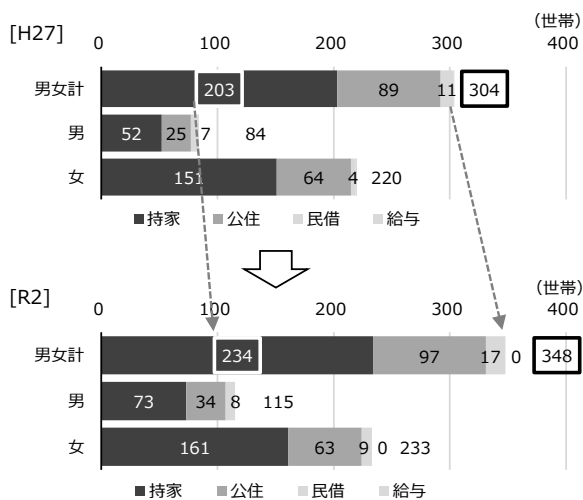 [H27]
(世帯)
0 100 200 300 400
男女計 203 89 11 304
男 52 25 7 84
女 151 64 4 220
■持家 ■公住 ■民借 ■給与
[R2]
(世帯)
0 100 200 300 400
男女計 234 97 17 0 348
男 73 34 8 115
女 161 63 9 0 233
■持家 ■公住 ■民借 ■給与